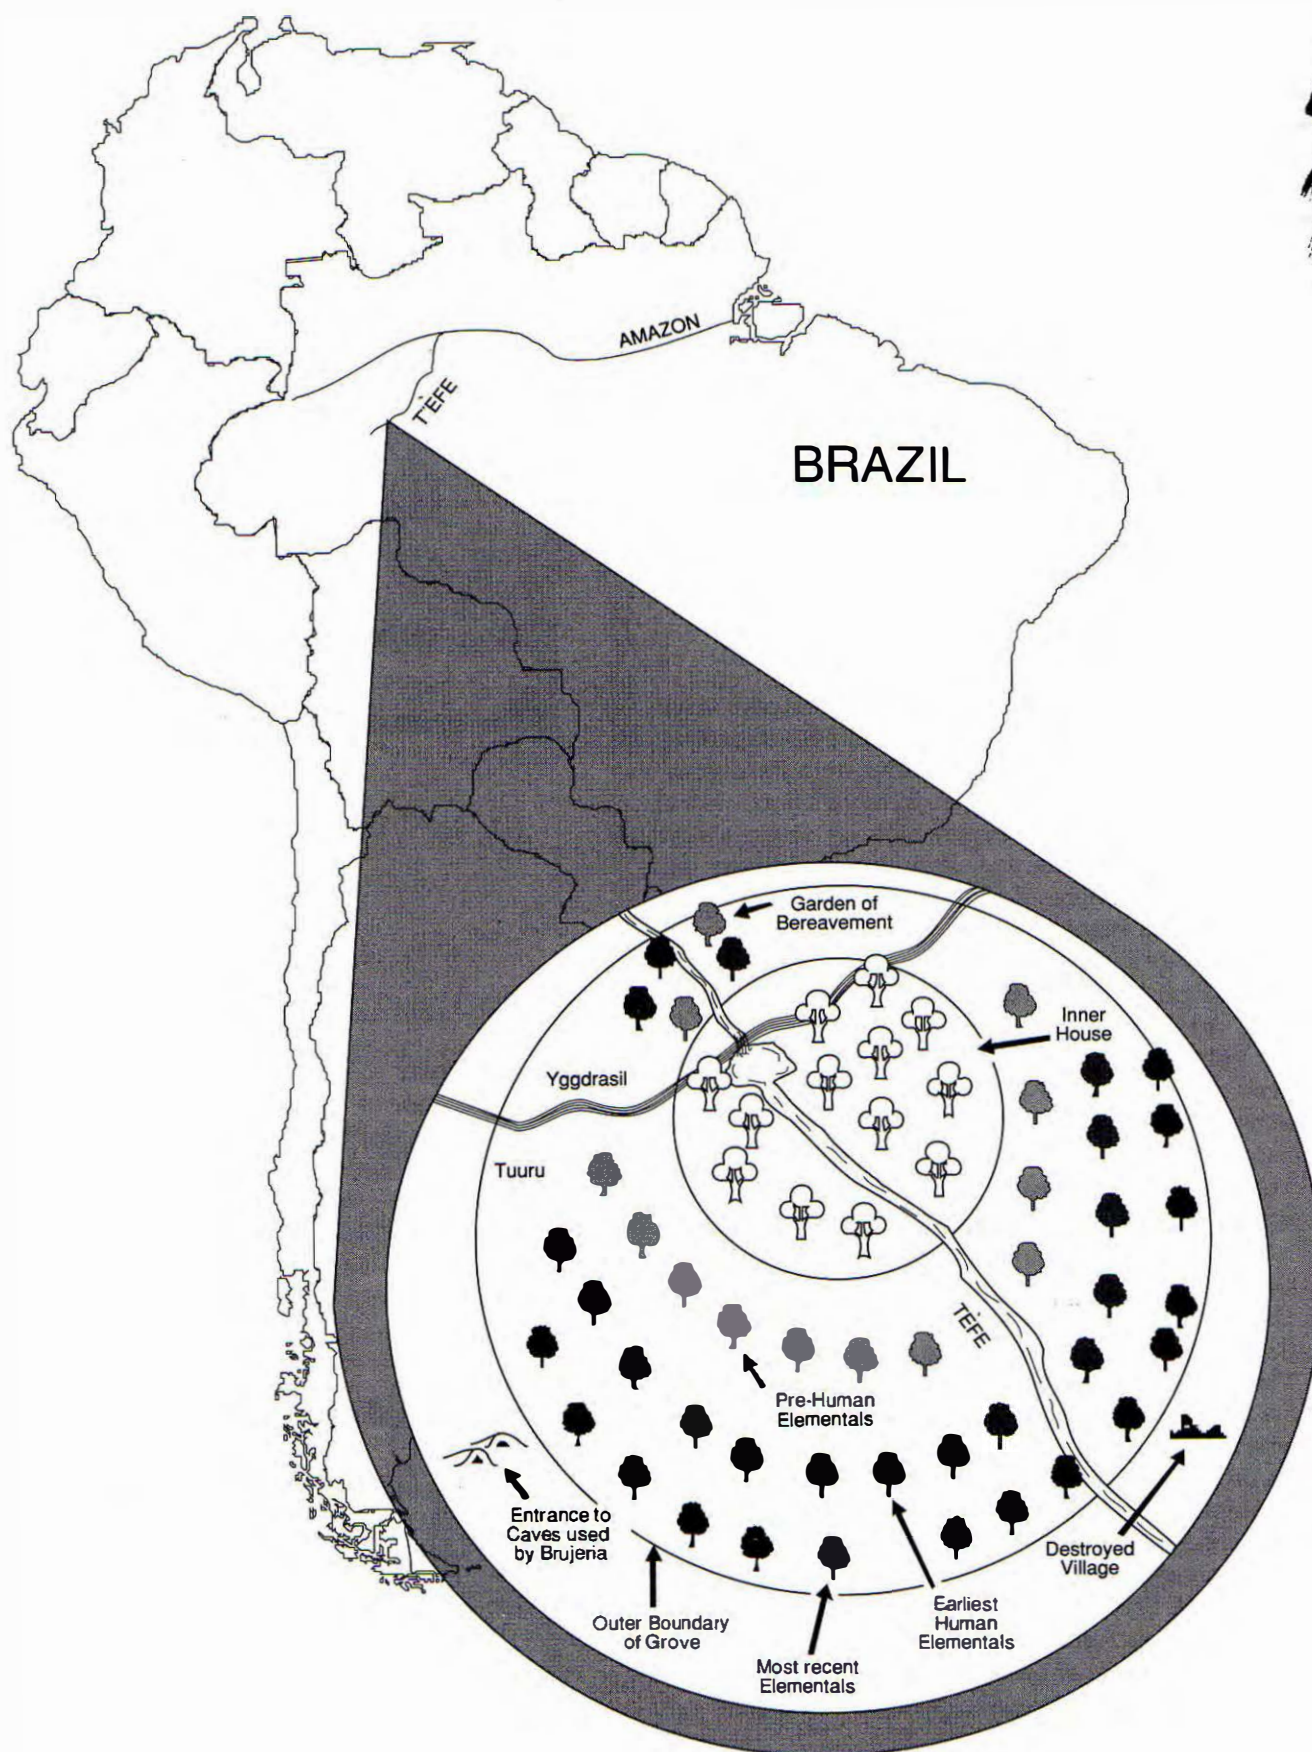 AMAZON
T'EFE
BRAZIL
Garden of
Bereavement
Inner
House
Yggdrasil
Tuuru
TEFE
Pre-Human
Elementals
Entrance to
Caves used
by Brujeria
Destroyed
Village
Outer Boundary
of Grove
Earliest
Human
Elementals
Most recent
Elementals